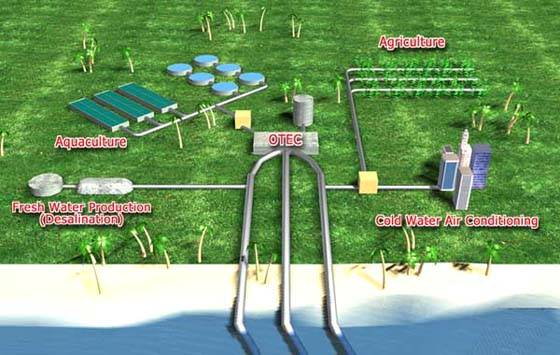 Agriculture
Aquaculture
OTEC
Fresh Water Production
(Desalination)
Cold Water Air Conditioning